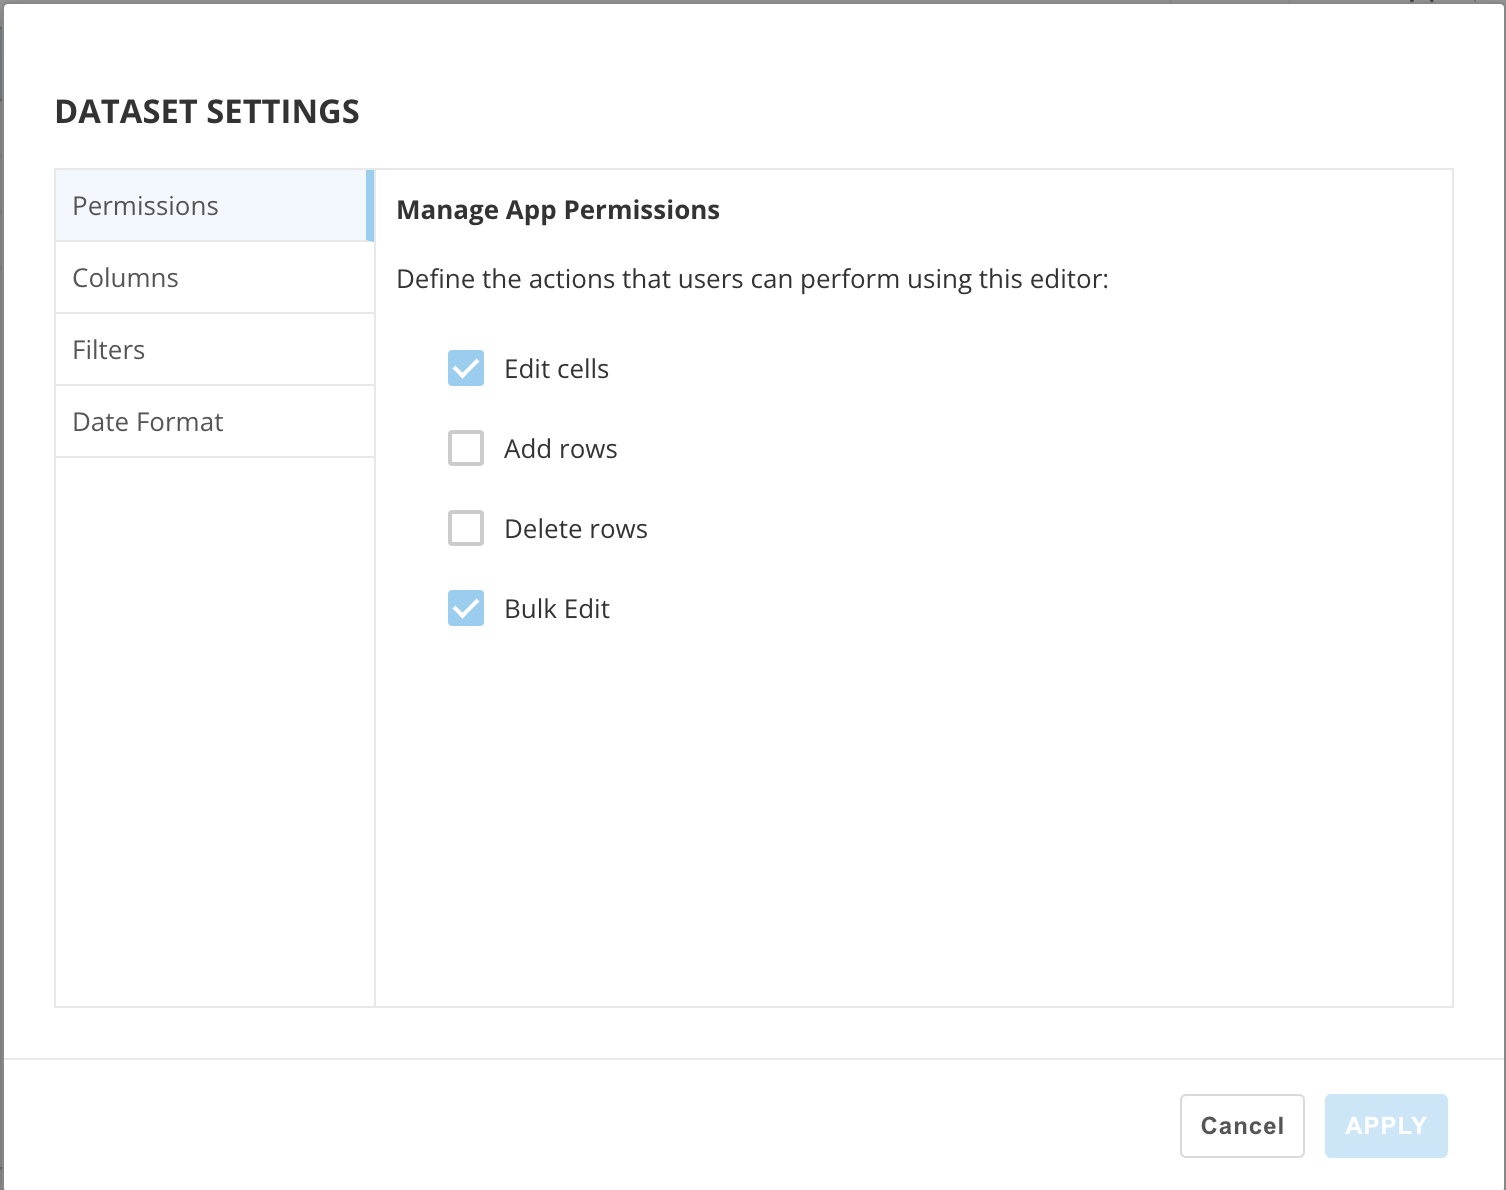 DATASET SETTINGS
Permissions
Columns
Filters
Date Format
Manage App Permissions
Define the actions that users can perform using this editor:
Edit cells
Add rows
Delete rows
Bulk Edit
Cancel
APPLY